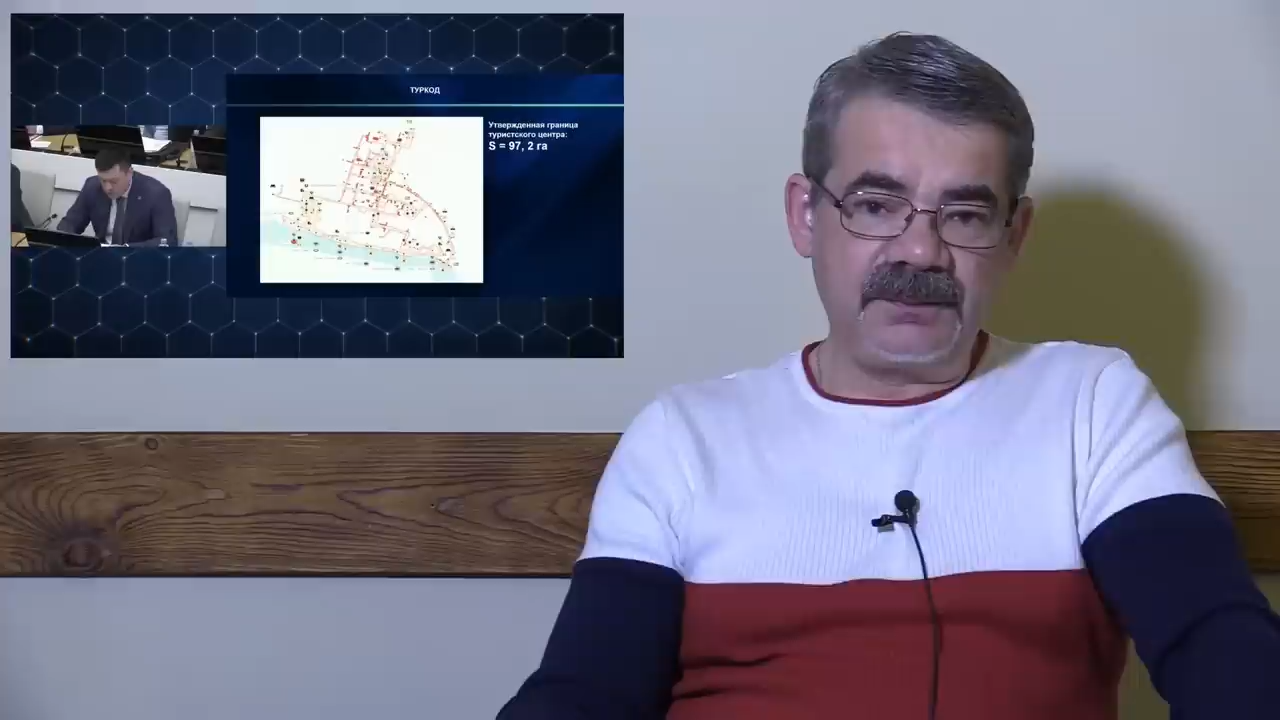 ТУРКОД
Утвержденная граница
туристского центра:
S = 97, 2 га